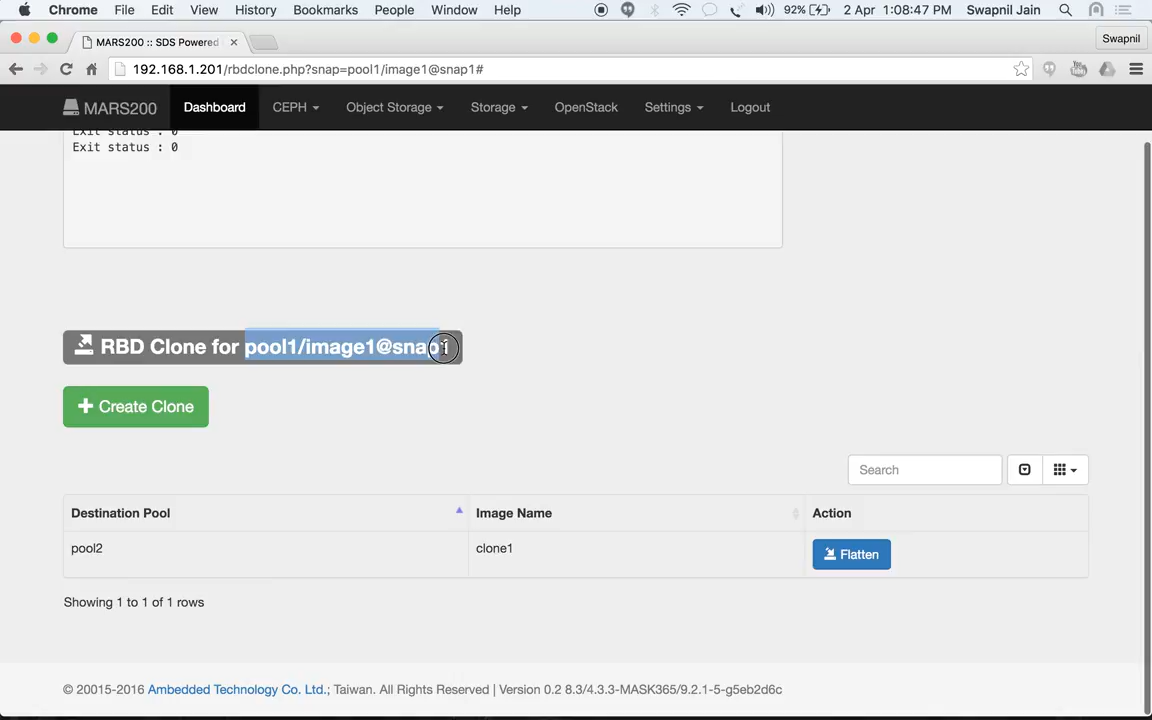 Chrome File Edit View History Bookmarks People Window Help 92% 2 Apr 1:08:47 PM Swapnil Jain
MARS200 :: SDS Powered Swapnil
192.168.1.201/rbdclone.php?snap=pool1/image1@snap1#
MARS200 Dashboard CEPH Object Storage Storage OpenStack Settings Logout
Exit status : 0
Exit status : 0
RBD Clone for pool1/image1@snap1
Create Clone
Search
Destination Pool Image Name Action
pool2 clone1 Flatten
Showing 1 to 1 of 1 rows
© 20015-2016 Ambedded Technology Co. Ltd.; Taiwan. All Rights Reserved | Version 0.2 8.3/4.3.3-MASK365/9.2.1-5-g5eb2d6c